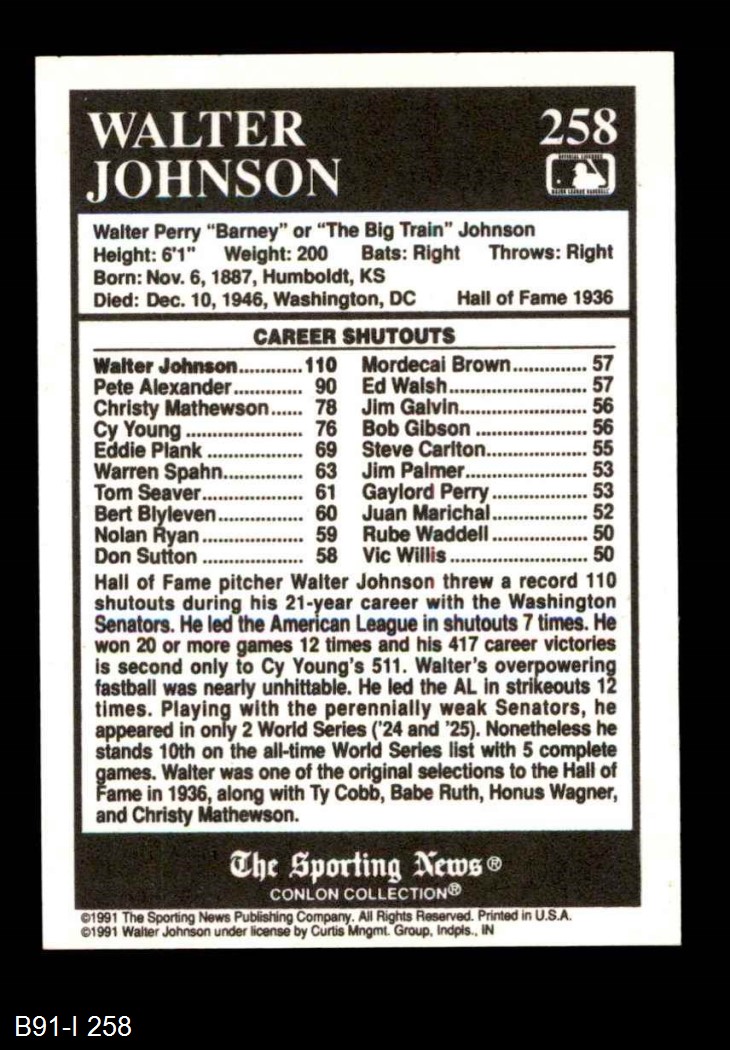 WALTER
JOHNSON
258
Walter Perry "Barney" or "The Big Train" Johnson
Height: 6'1" Weight: 200 Bats: Right Throws: Right
Born: Nov. 6, 1887, Humboldt, KS
Died: Dec. 10, 1946, Washington, DC Hall of Fame 1936
CAREER SHUTOUTS
Walter Johnson............110 Mordecai Brown.............. 57
Pete Alexander............. 90 Ed Walsh......................... 57
Christy Mathewson...... 78 Jim Galvin....................... 56
Cy Young ..................... 76 Bob Gibson .................... 56
Eddie Plank ................. 69 Steve Carlton.................. 55
Warren Spahn............... 63 Jim Palmer...................... 53
Tom Seaver................... 61 Gaylord Perry ................. 53
Bert Blyleven................ 60 Juan Marichal................. 52
Nolan Ryan ................... 59 Rube Waddell ................. 50
Don Sutton ................... 58 Vic Willis ......................... 50
Hall of Fame pitcher Walter Johnson threw a record 110
shutouts during his 21-year career with the Washington
Senators. He led the American League in shutouts 7 times. He
won 20 or more games 12 times and his 417 career victories
is second only to Cy Young's 511. Walter's overpowering
fastball was nearly unhittable. He led the AL in strikeouts 12
times. Playing with the perennially weak Senators, he
appeared in only 2 World Series ('24 and '25). Nonetheless he
stands 10th on the all-time World Series list with 5 complete
games. Walter was one of the original selections to the Hall of
Fame in 1936, along with Ty Cobb, Babe Ruth, Honus Wagner,
and Christy Mathewson.
The Sporting News®
CONLON COLLECTION®
©1991 The Sporting News Publishing Company. All Rights Reserved. Printed in U.S.A.
©1991 Walter Johnson under license by Curtis Mngmt. Group, Indpls., IN
B91-I 258